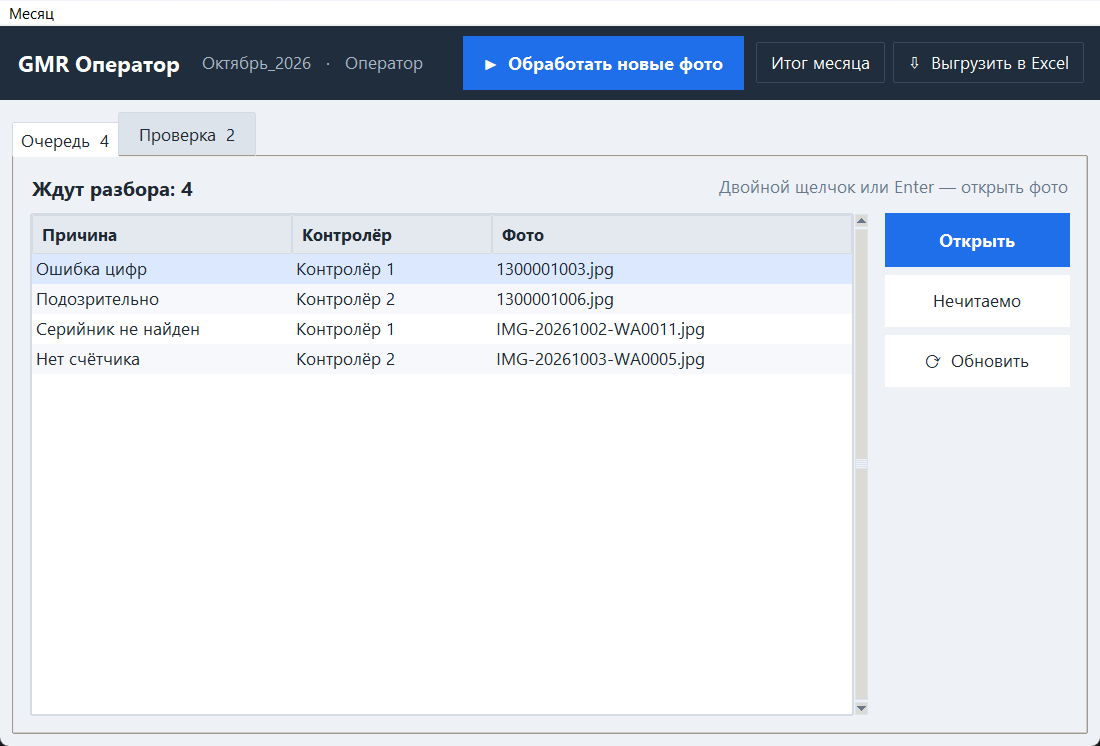 Месяц
GMR Оператор Октябрь_2026 · Оператор ► Обработать новые фото Итог месяца ⇩ Выгрузить в Excel
Очередь 4 Проверка 2
Ждут разбора: 4 Двойной щелчок или Enter — открыть фото
Причина Контролёр Фото
Ошибка цифр Контролёр 1 1300001003.jpg
Подозрительно Контролёр 2 1300001006.jpg
Серийник не найден Контролёр 1 IMG-20261002-WA0011.jpg
Нет счётчика Контролёр 2 IMG-20261003-WA0005.jpg
Открыть
Нечитаемо
⟳ Обновить